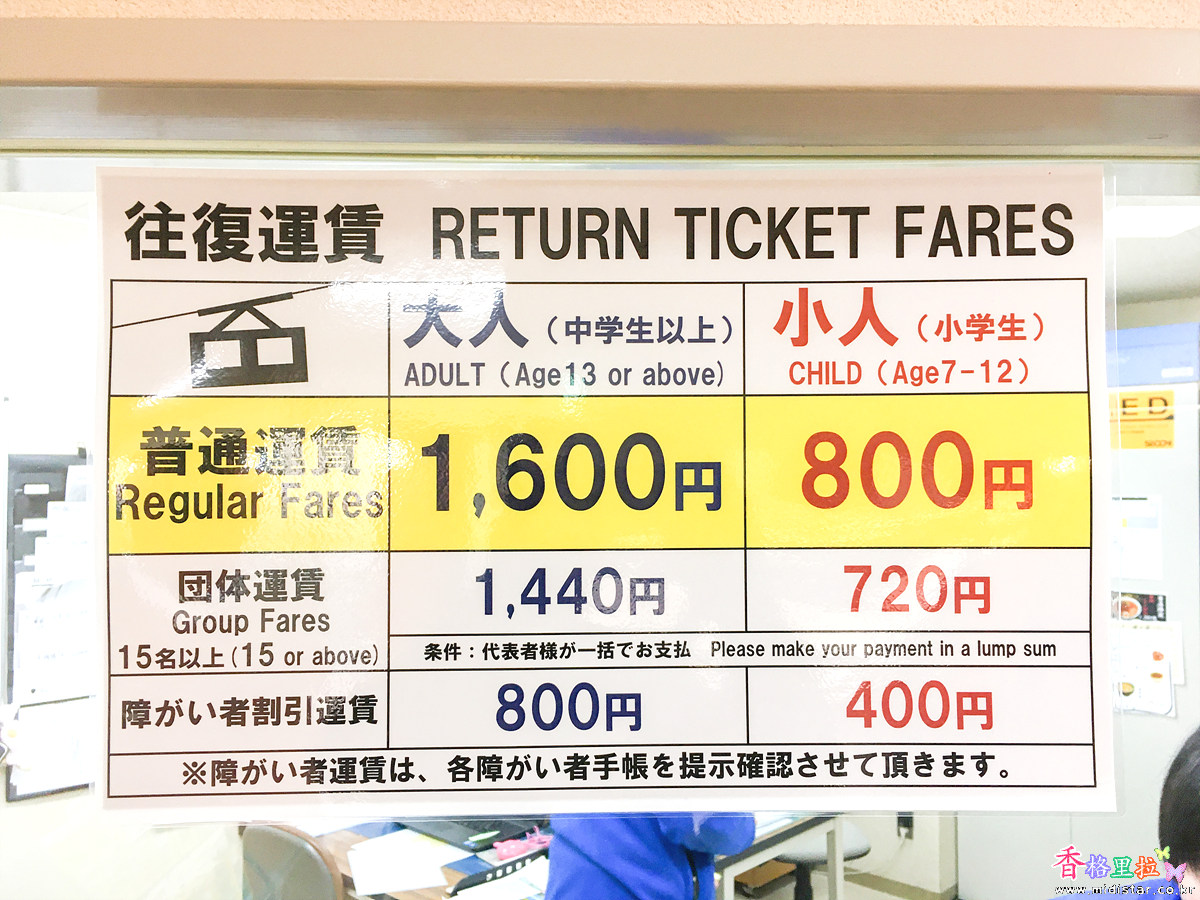 往復運賃 RETURN TICKET FARES
大人(中学生以上)
ADULT (Age13 or above)
小人(小学生)
CHILD (Age7-12)
普通運賃
Regular Fares
1,600円
800円
団体運賃
Group Fares
15名以上(15 or above)
1,440円
720円
条件:代表者様が一括でお支払 Please make your payment in a lump sum
障がい者割引運賃
800円
400円
※障がい者運賃は、各障がい者手帳を提示確認させて頂きます。
香格里拉
www.midistar.co.kr